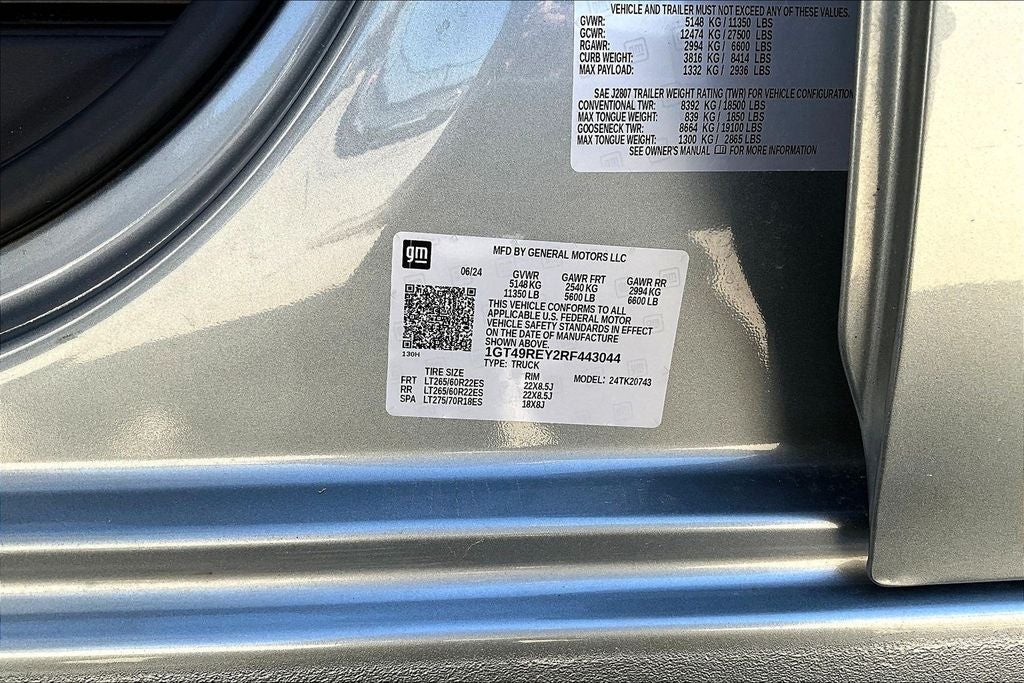 VEHICLE AND TRAILER MUST NOT EXCEED ANY OF THESE VALUES.
GVWR: 5148 KG / 11350 LBS
GCWR: 12474 KG / 27500 LBS
RGAWR: 2994 KG / 6600 LBS
CURB WEIGHT: 3816 KG / 8414 LBS
MAX PAYLOAD: 1332 KG / 2936 LBS
SAE J2807 TRAILER WEIGHT RATING (TWR) FOR VEHICLE CONFIGURATION
CONVENTIONAL TWR: 8392 KG / 18500 LBS
MAX TONGUE WEIGHT: 839 KG / 1850 LBS
GOOSENECK TWR: 8664 KG / 19100 LBS
MAX TONGUE WEIGHT: 1300 KG / 2865 LBS
SEE OWNER'S MANUAL FOR MORE INFORMATION
gm
MFD BY GENERAL MOTORS LLC
06/24 GVWR GAWR FRT GAWR RR
5148 KG 2540 KG 2994 KG
11350 LB 5600 LB 6600 LB
THIS VEHICLE CONFORMS TO ALL
APPLICABLE U.S. FEDERAL MOTOR
VEHICLE SAFETY STANDARDS IN EFFECT
ON THE DATE OF MANUFACTURE
SHOWN ABOVE.
130H 1GT49REY2RF443044
TYPE: TRUCK
TIRE SIZE RIM MODEL: 24TK20743
FRT LT265/60R22ES 22X8.5J
RR LT265/60R22ES 22X8.5J
SPA LT275/70R18ES 18X8J